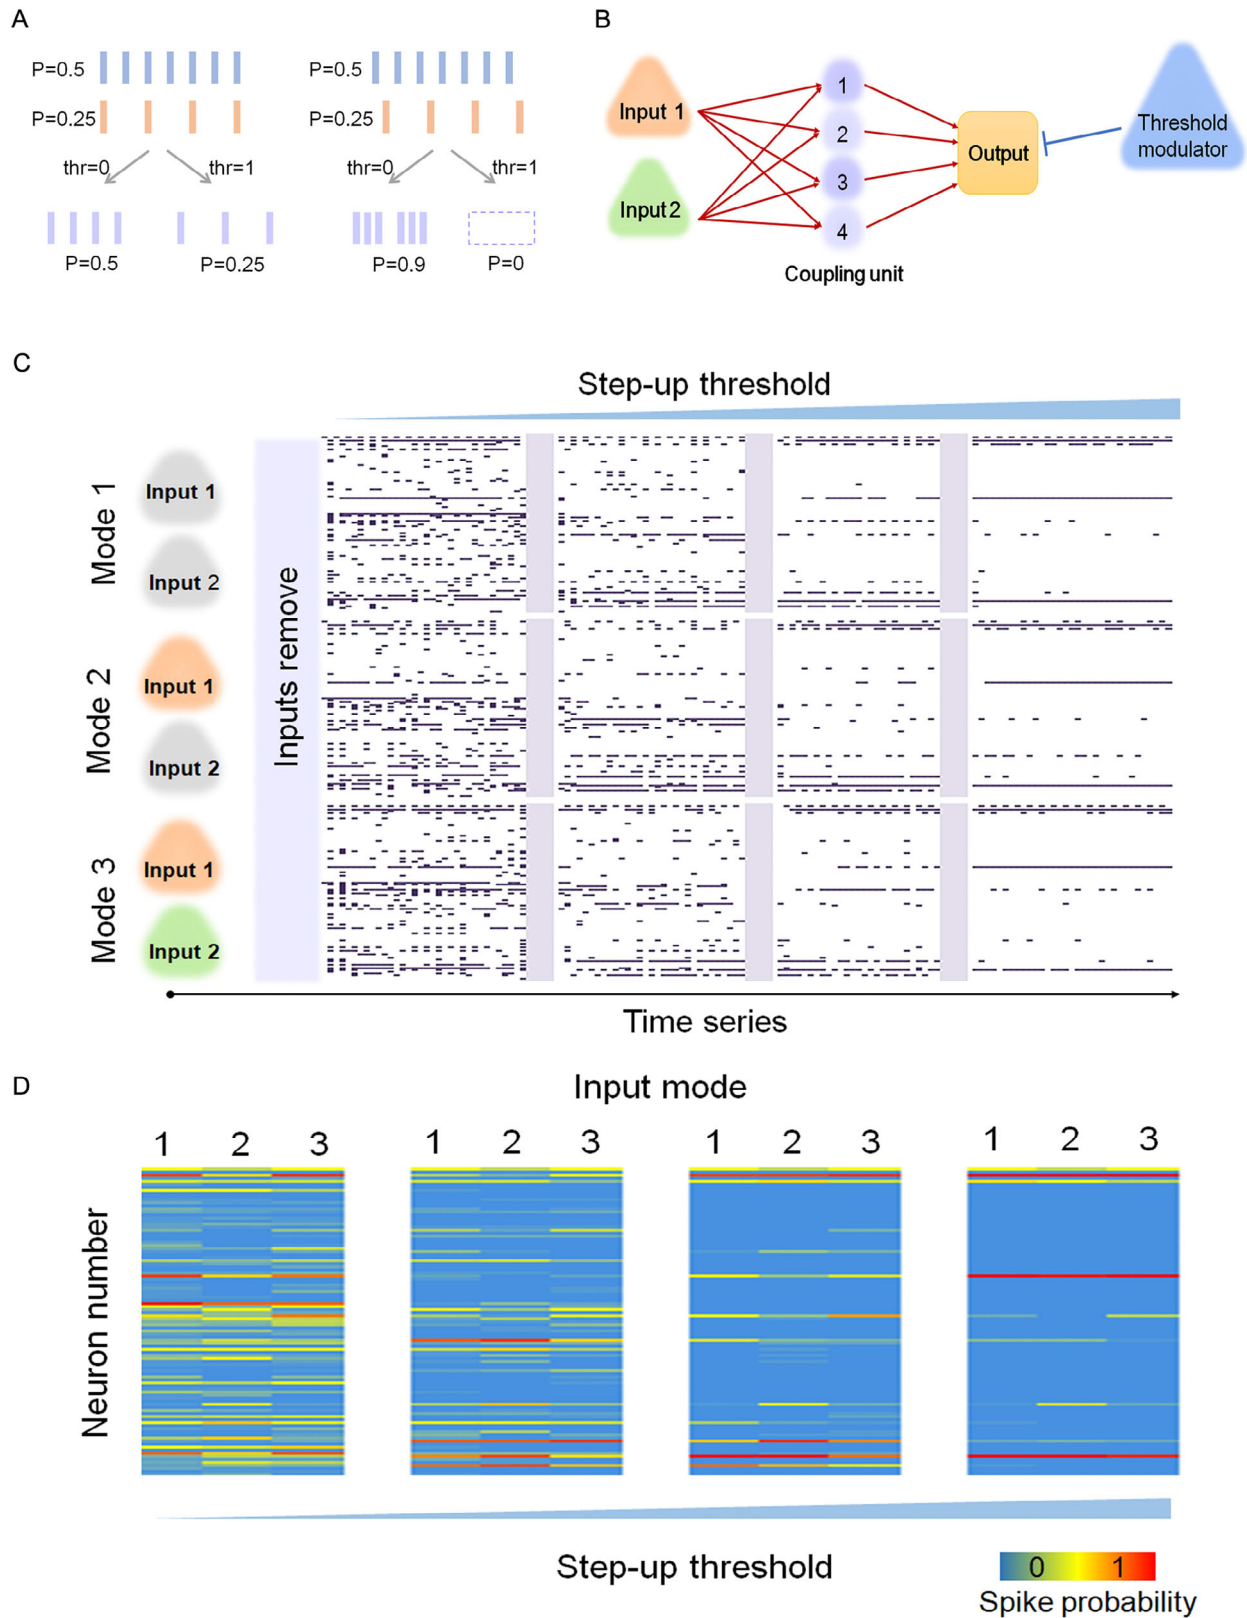 A
P=0.5
P=0.25
thr=0
thr=1
P=0.5
P=0.25
P=0.5
P=0.25
thr=0
thr=1
P=0.9
P=0
B
Input 1
Input 2
1
2
3
4
Coupling unit
Output
Threshold
modulator
C
Step-up threshold
Mode 1
Input 1
Input 2
Mode 2
Input 1
Input 2
Mode 3
Input 1
Input 2
Inputs remove
Time series
D
Input mode
1 2 3
1 2 3
1 2 3
1 2 3
Neuron number
Step-up threshold
0 1
Spike probability